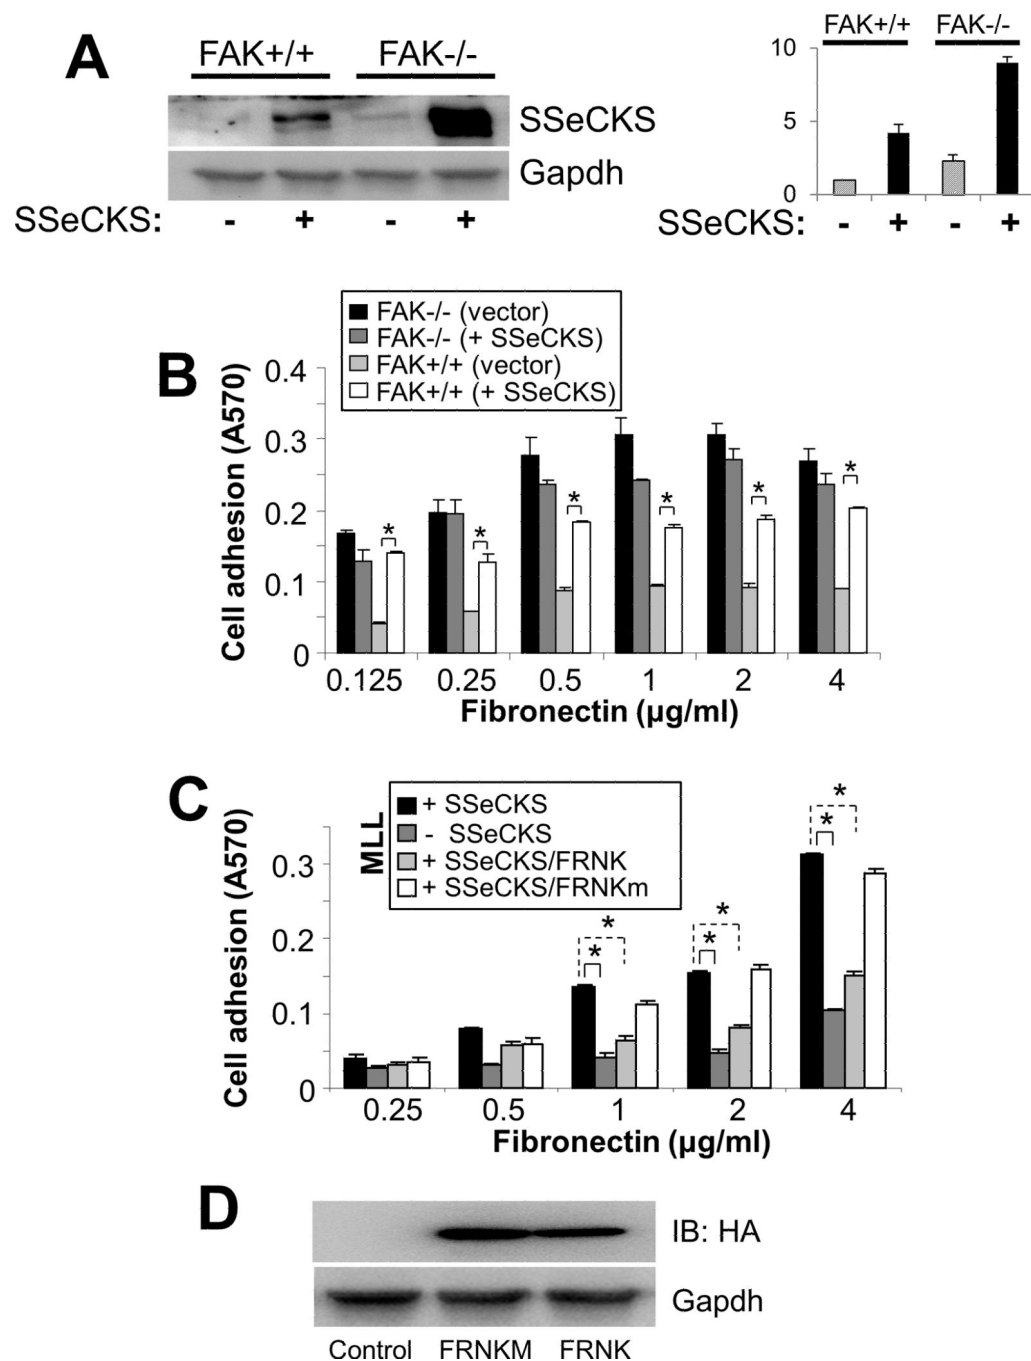 A
FAK+/+ FAK-/-
SSeCKS
Gapdh
SSeCKS: - + - +
FAK+/+ FAK-/-
10
5
0
SSeCKS: - + - +
B
FAK-/- (vector)
FAK-/- (+ SSeCKS)
FAK+/+ (vector)
FAK+/+ (+ SSeCKS)
Cell adhesion (A570)
0.4
0.3
0.2
0.1
0
* * * * * *
0.125 0.25 0.5 1 2 4
Fibronectin (µg/ml)
C
MLL
+ SSeCKS
- SSeCKS
+ SSeCKS/FRNK
+ SSeCKS/FRNKm
Cell adhesion (A570)
0.3
0.2
0.1
0
* * *
* * *
0.25 0.5 1 2 4
Fibronectin (µg/ml)
D
IB: HA
Gapdh
Control FRNKM FRNK